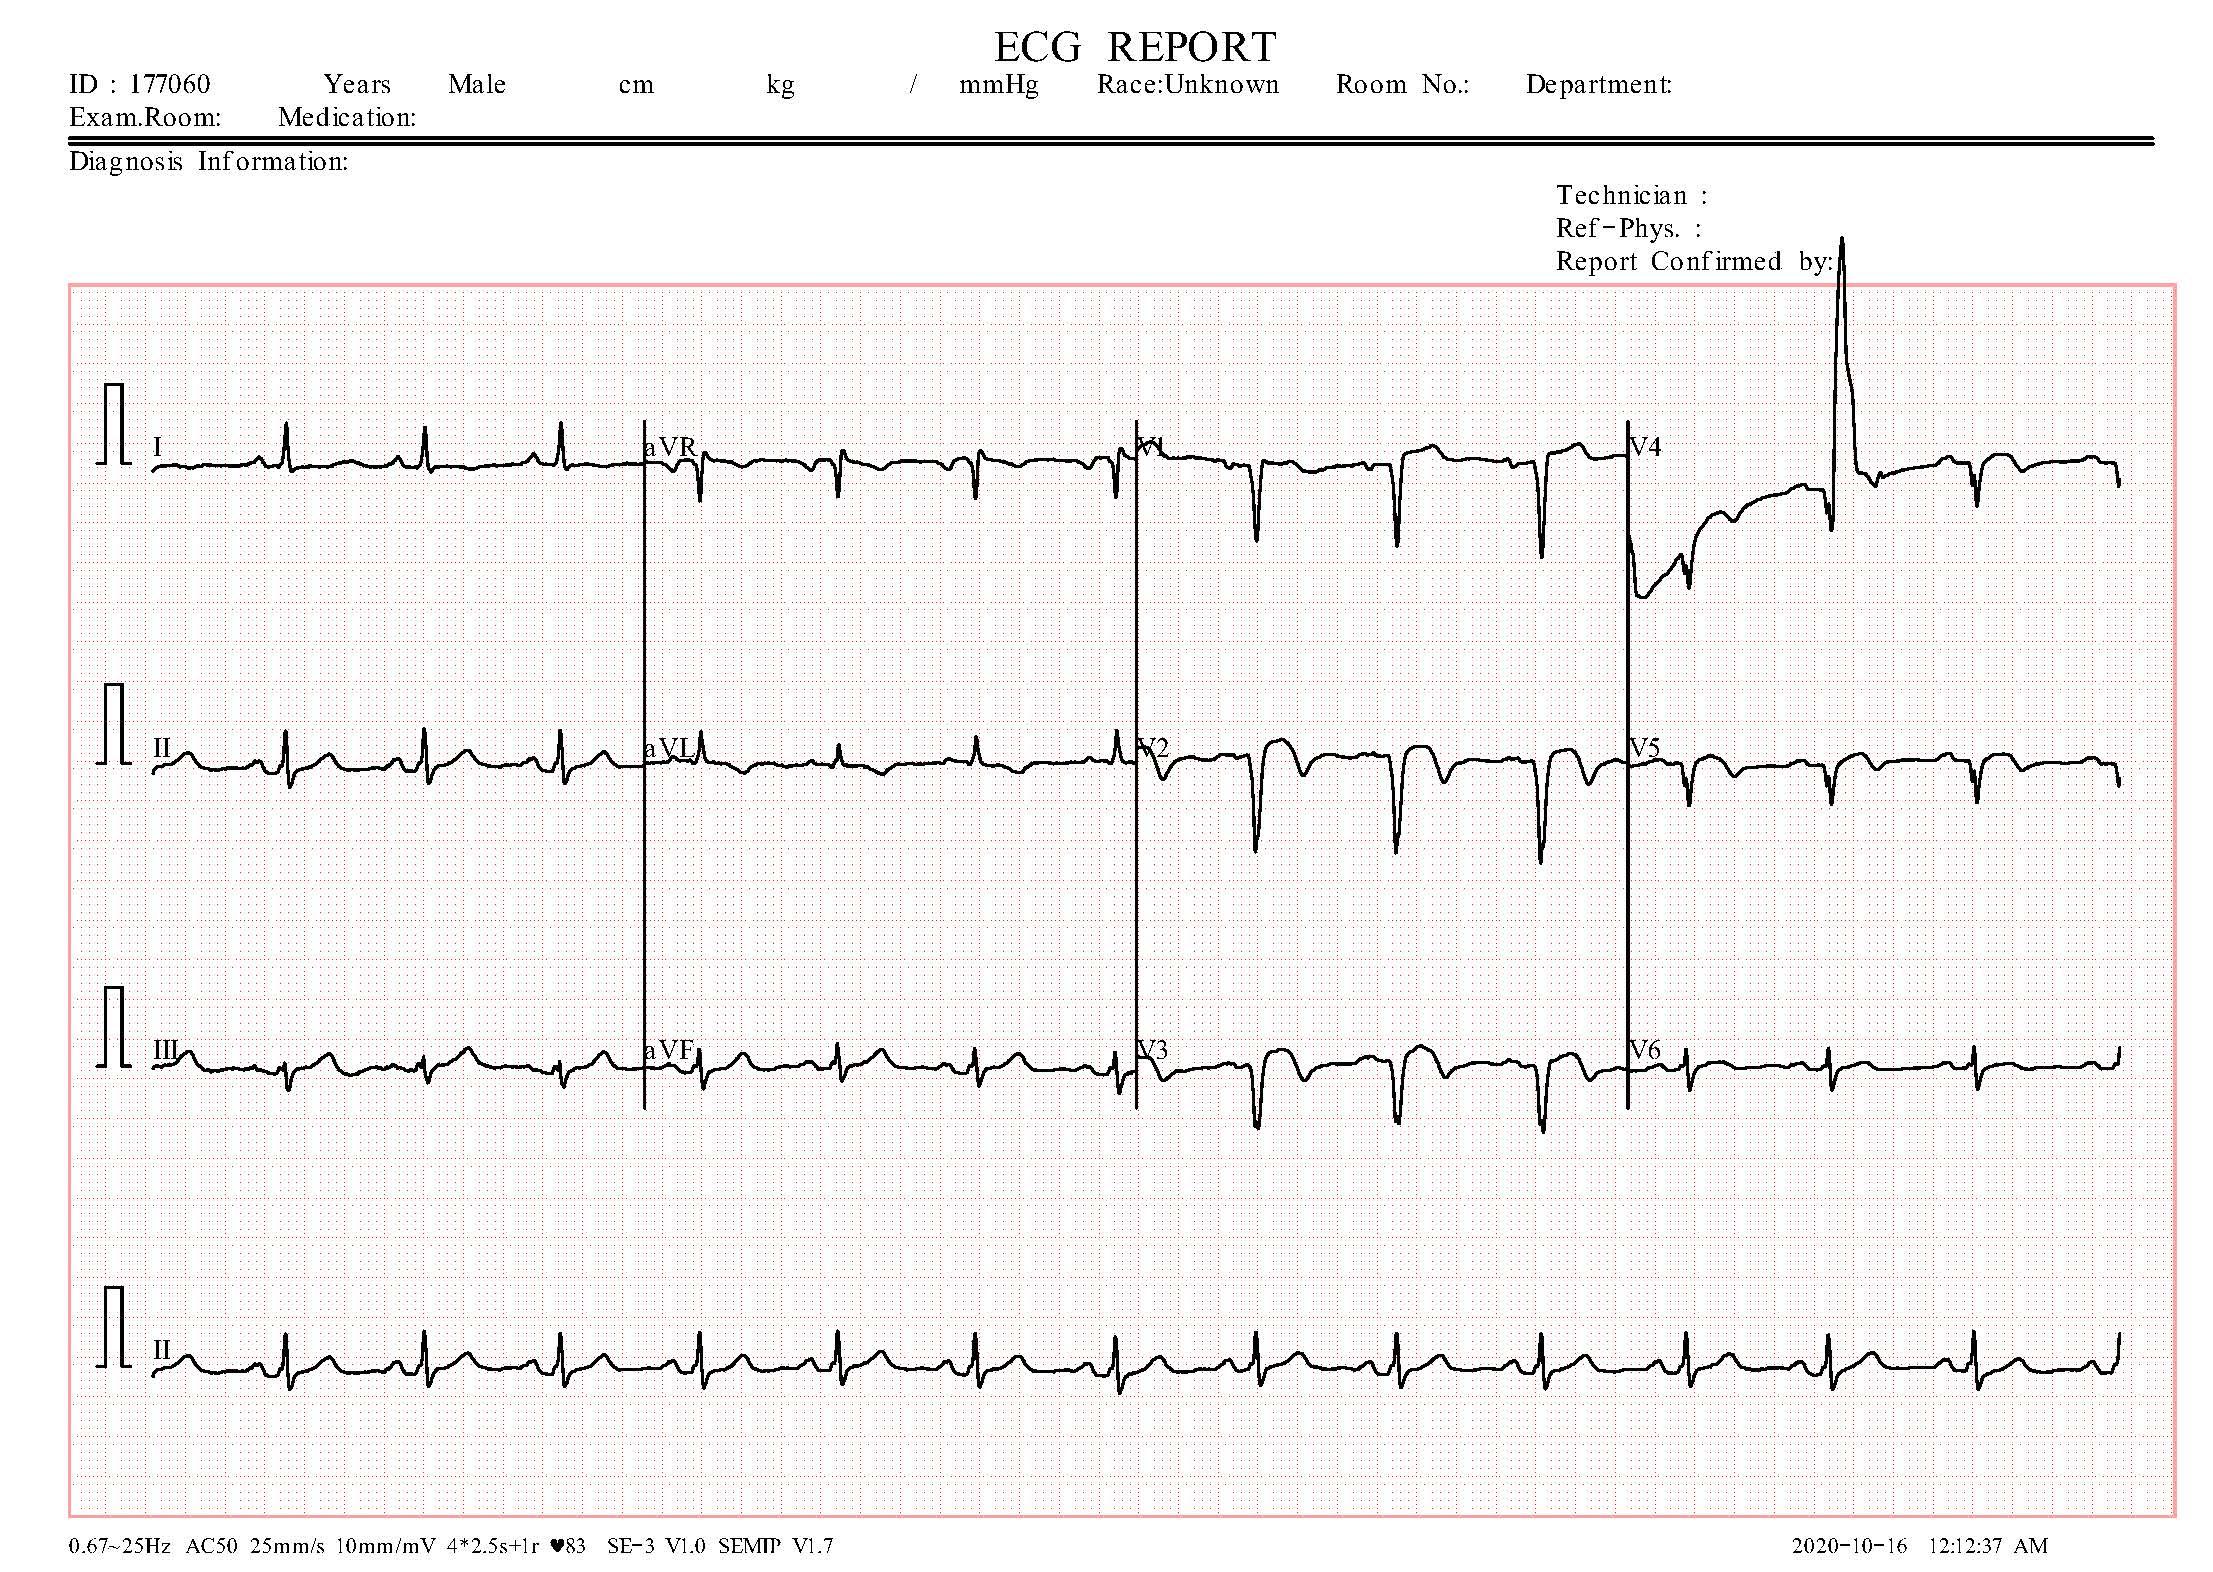 ECG REPORT
ID : 177060 Years Male cm kg / mmHg Race:Unknown Room No.: Department:
Exam.Room: Medication:
Diagnosis Information:
Technician :
Ref-Phys. :
Report Confirmed by:
I aVR V1 V4
II aVL V2 V5
III aVF V3 V6
II
0.67~25Hz AC50 25mm/s 10mm/mV 4*2.5s+1r ♥83 SE-3 V1.0 SEMIP V1.7 2020-10-16 12:12:37 AM